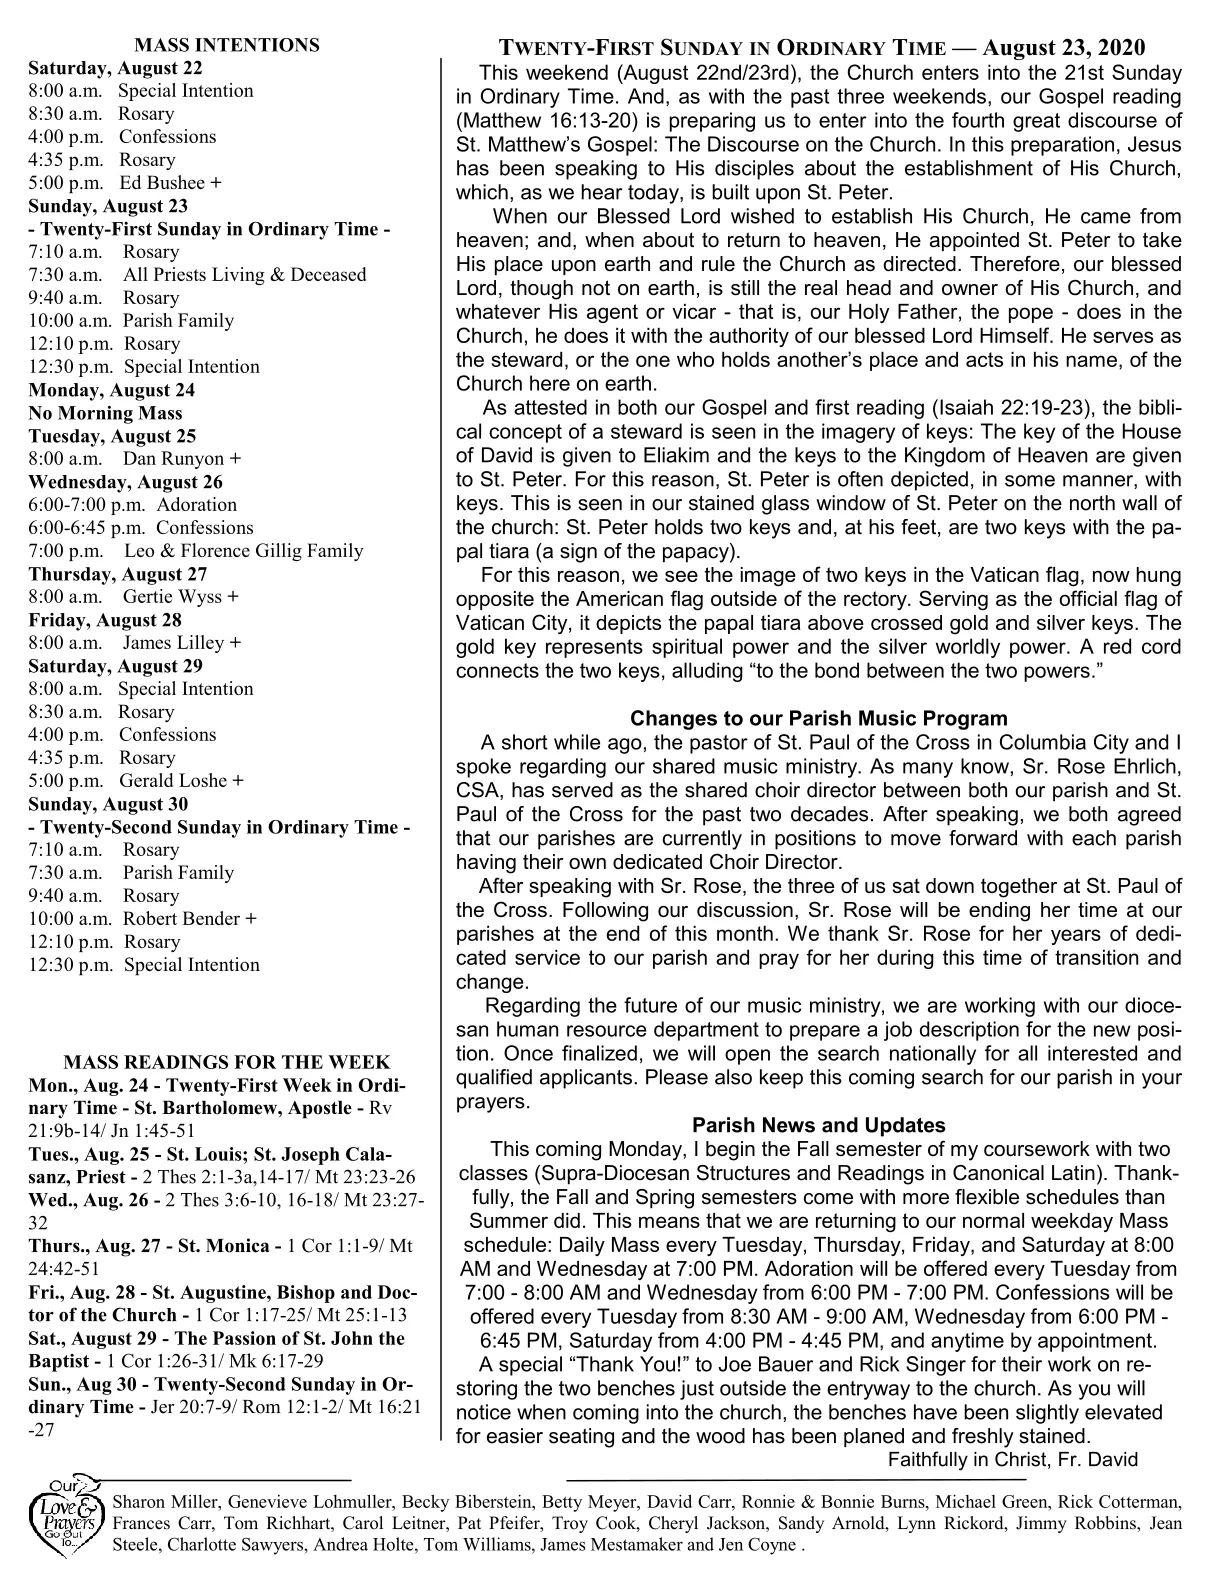 MASS INTENTIONS
Saturday, August 22
8:00 a.m. Special Intention
8:30 a.m. Rosary
4:00 p.m. Confessions
4:35 p.m. Rosary
5:00 p.m. Ed Bushee +
Sunday, August 23
- Twenty-First Sunday in Ordinary Time -
7:10 a.m. Rosary
7:30 a.m. All Priests Living & Deceased
9:40 a.m. Rosary
10:00 a.m. Parish Family
12:10 p.m. Rosary
12:30 p.m. Special Intention
Monday, August 24
No Morning Mass
Tuesday, August 25
8:00 a.m. Dan Runyon +
Wednesday, August 26
6:00-7:00 p.m. Adoration
6:00-6:45 p.m. Confessions
7:00 p.m. Leo & Florence Gillig Family
Thursday, August 27
8:00 a.m. Gertie Wyss +
Friday, August 28
8:00 a.m. James Lilley +
Saturday, August 29
8:00 a.m. Special Intention
8:30 a.m. Rosary
4:00 p.m. Confessions
4:35 p.m. Rosary
5:00 p.m. Gerald Loshe +
Sunday, August 30
- Twenty-Second Sunday in Ordinary Time -
7:10 a.m. Rosary
7:30 a.m. Parish Family
9:40 a.m. Rosary
10:00 a.m. Robert Bender +
12:10 p.m. Rosary
12:30 p.m. Special Intention
MASS READINGS FOR THE WEEK
Mon., Aug. 24 - Twenty-First Week in Ordi-
nary Time - St. Bartholomew, Apostle - Rv
21:9b-14/ Jn 1:45-51
Tues., Aug. 25 - St. Louis; St. Joseph Cala-
sanz, Priest - 2 Thes 2:1-3a,14-17/ Mt 23:23-26
Wed., Aug. 26 - 2 Thes 3:6-10, 16-18/ Mt 23:27-
32
Thurs., Aug. 27 - St. Monica - 1 Cor 1:1-9/ Mt
24:42-51
Fri., Aug. 28 - St. Augustine, Bishop and Doc-
tor of the Church - 1 Cor 1:17-25/ Mt 25:1-13
Sat., August 29 - The Passion of St. John the
Baptist - 1 Cor 1:26-31/ Mk 6:17-29
Sun., Aug 30 - Twenty-Second Sunday in Or-
dinary Time - Jer 20:7-9/ Rom 12:1-2/ Mt 16:21
-27
TWENTY-FIRST SUNDAY IN ORDINARY TIME — August 23, 2020
This weekend (August 22nd/23rd), the Church enters into the 21st Sunday
in Ordinary Time. And, as with the past three weekends, our Gospel reading
(Matthew 16:13-20) is preparing us to enter into the fourth great discourse of
St. Matthew's Gospel: The Discourse on the Church. In this preparation, Jesus
has been speaking to His disciples about the establishment of His Church,
which, as we hear today, is built upon St. Peter.
When our Blessed Lord wished to establish His Church, He came from
heaven; and, when about to return to heaven, He appointed St. Peter to take
His place upon earth and rule the Church as directed. Therefore, our blessed
Lord, though not on earth, is still the real head and owner of His Church, and
whatever His agent or vicar - that is, our Holy Father, the pope - does in the
Church, he does it with the authority of our blessed Lord Himself. He serves as
the steward, or the one who holds another's place and acts in his name, of the
Church here on earth.
As attested in both our Gospel and first reading (Isaiah 22:19-23), the bibli-
cal concept of a steward is seen in the imagery of keys: The key of the House
of David is given to Eliakim and the keys to the Kingdom of Heaven are given
to St. Peter. For this reason, St. Peter is often depicted, in some manner, with
keys. This is seen in our stained glass window of St. Peter on the north wall of
the church: St. Peter holds two keys and, at his feet, are two keys with the pa-
pal tiara (a sign of the papacy).
For this reason, we see the image of two keys in the Vatican flag, now hung
opposite the American flag outside of the rectory. Serving as the official flag of
Vatican City, it depicts the papal tiara above crossed gold and silver keys. The
gold key represents spiritual power and the silver worldly power. A red cord
connects the two keys, alluding “to the bond between the two powers.”
Changes to our Parish Music Program
A short while ago, the pastor of St. Paul of the Cross in Columbia City and I
spoke regarding our shared music ministry. As many know, Sr. Rose Ehrlich,
CSA, has served as the shared choir director between both our parish and St.
Paul of the Cross for the past two decades. After speaking, we both agreed
that our parishes are currently in positions to move forward with each parish
having their own dedicated Choir Director.
After speaking with Sr. Rose, the three of us sat down together at St. Paul of
the Cross. Following our discussion, Sr. Rose will be ending her time at our
parishes at the end of this month. We thank Sr. Rose for her years of dedi-
cated service to our parish and pray for her during this time of transition and
change.
Regarding the future of our music ministry, we are working with our dioce-
san human resource department to prepare a job description for the new posi-
tion. Once finalized, we will open the search nationally for all interested and
qualified applicants. Please also keep this coming search for our parish in your
prayers.
Parish News and Updates
This coming Monday, I begin the Fall semester of my coursework with two
classes (Supra-Diocesan Structures and Readings in Canonical Latin). Thank-
fully, the Fall and Spring semesters come with more flexible schedules than
Summer did. This means that we are returning to our normal weekday Mass
schedule: Daily Mass every Tuesday, Thursday, Friday, and Saturday at 8:00
AM and Wednesday at 7:00 PM. Adoration will be offered every Tuesday from
7:00 - 8:00 AM and Wednesday from 6:00 PM - 7:00 PM. Confessions will be
offered every Tuesday from 8:30 AM - 9:00 AM, Wednesday from 6:00 PM -
6:45 PM, Saturday from 4:00 PM - 4:45 PM, and anytime by appointment.
A special “Thank You!” to Joe Bauer and Rick Singer for their work on re-
storing the two benches just outside the entryway to the church. As you will
notice when coming into the church, the benches have been slightly elevated
for easier seating and the wood has been planed and freshly stained.
Faithfully in Christ, Fr. David
Our
Love &
Prayers
Go Out
To...
Sharon Miller, Genevieve Lohmuller, Becky Biberstein, Betty Meyer, David Carr, Ronnie & Bonnie Burns, Michael Green, Rick Cotterman,
Frances Carr, Tom Richhart, Carol Leitner, Pat Pfeifer, Troy Cook, Cheryl Jackson, Sandy Arnold, Lynn Rickord, Jimmy Robbins, Jean
Steele, Charlotte Sawyers, Andrea Holte, Tom Williams, James Mestamaker and Jen Coyne .